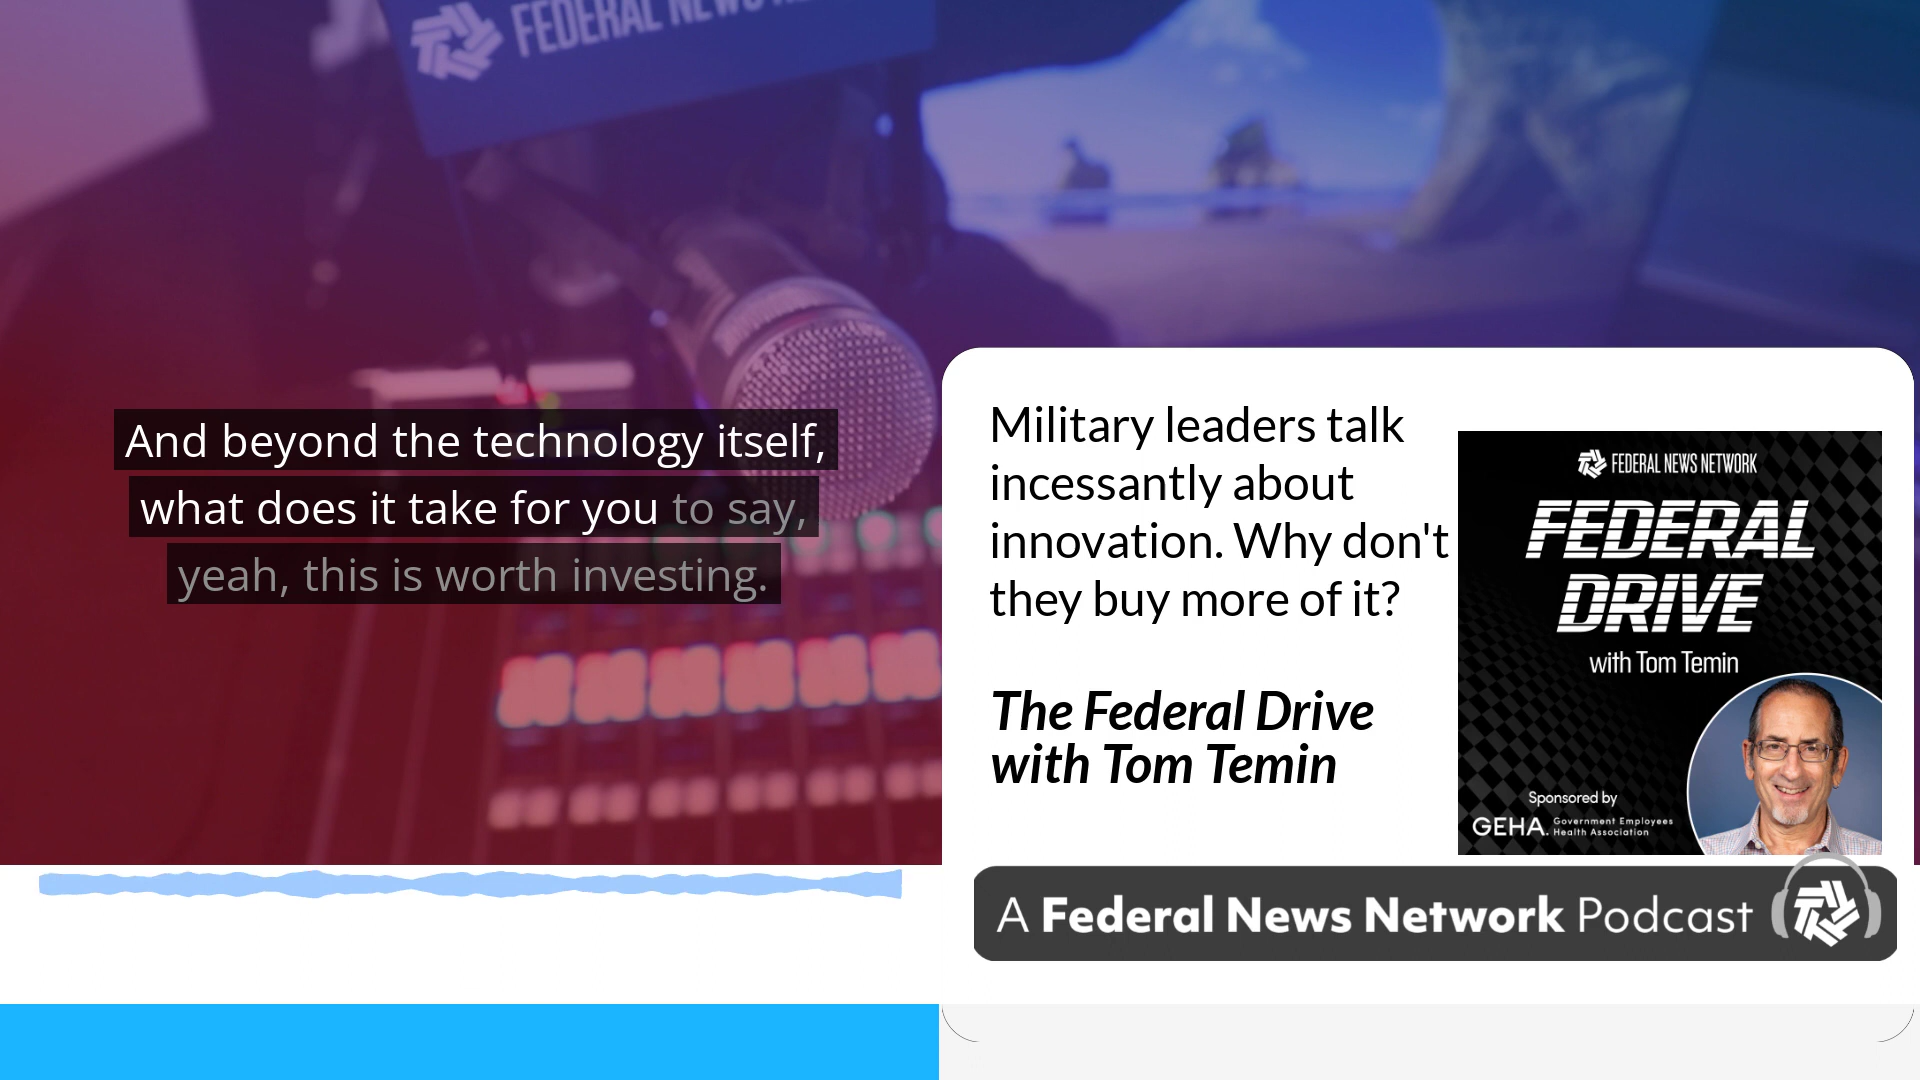 FEDERAL NEWS
And beyond the technology itself,
what does it take for you to say,
yeah, this is worth investing.
Military leaders talk
incessantly about
innovation. Why don't
they buy more of it?
The Federal Drive
with Tom Temin
FEDERAL NEWS NETWORK
FEDERAL
DRIVE
with Tom Temin
Sponsored by
GEHA. Government Employees
Health Association
A Federal News Network Podcast